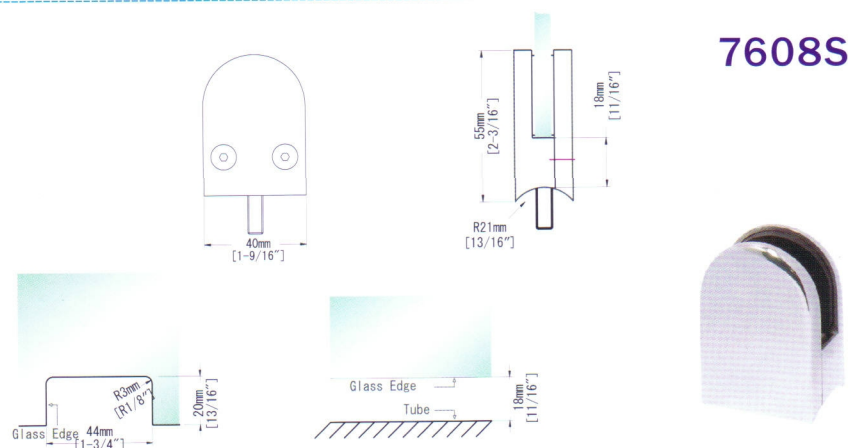 7608S
55mm
[2-3/16"]
18mm
[11/16"]
R21mm
[13/16"]
40mm
[1-9/16"]
R3mm
[R1/8"]
20mm
[13/16"]
Glass Edge
44mm
[1-3/4"]
Glass Edge
Tube
18mm
[11/16"]